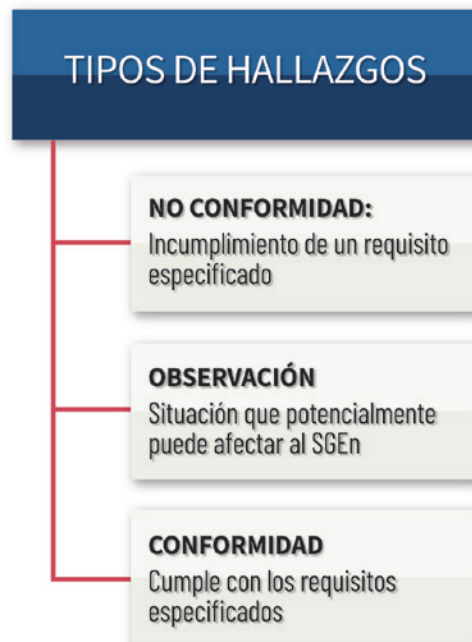 TIPOS DE HALLAZGOS
NO CONFORMIDAD:
Incumplimiento de un requisito
especificado
OBSERVACIÓN
Situación que potencialmente
puede afectar al SGEn
CONFORMIDAD
Cumple con los requisitos
especificados